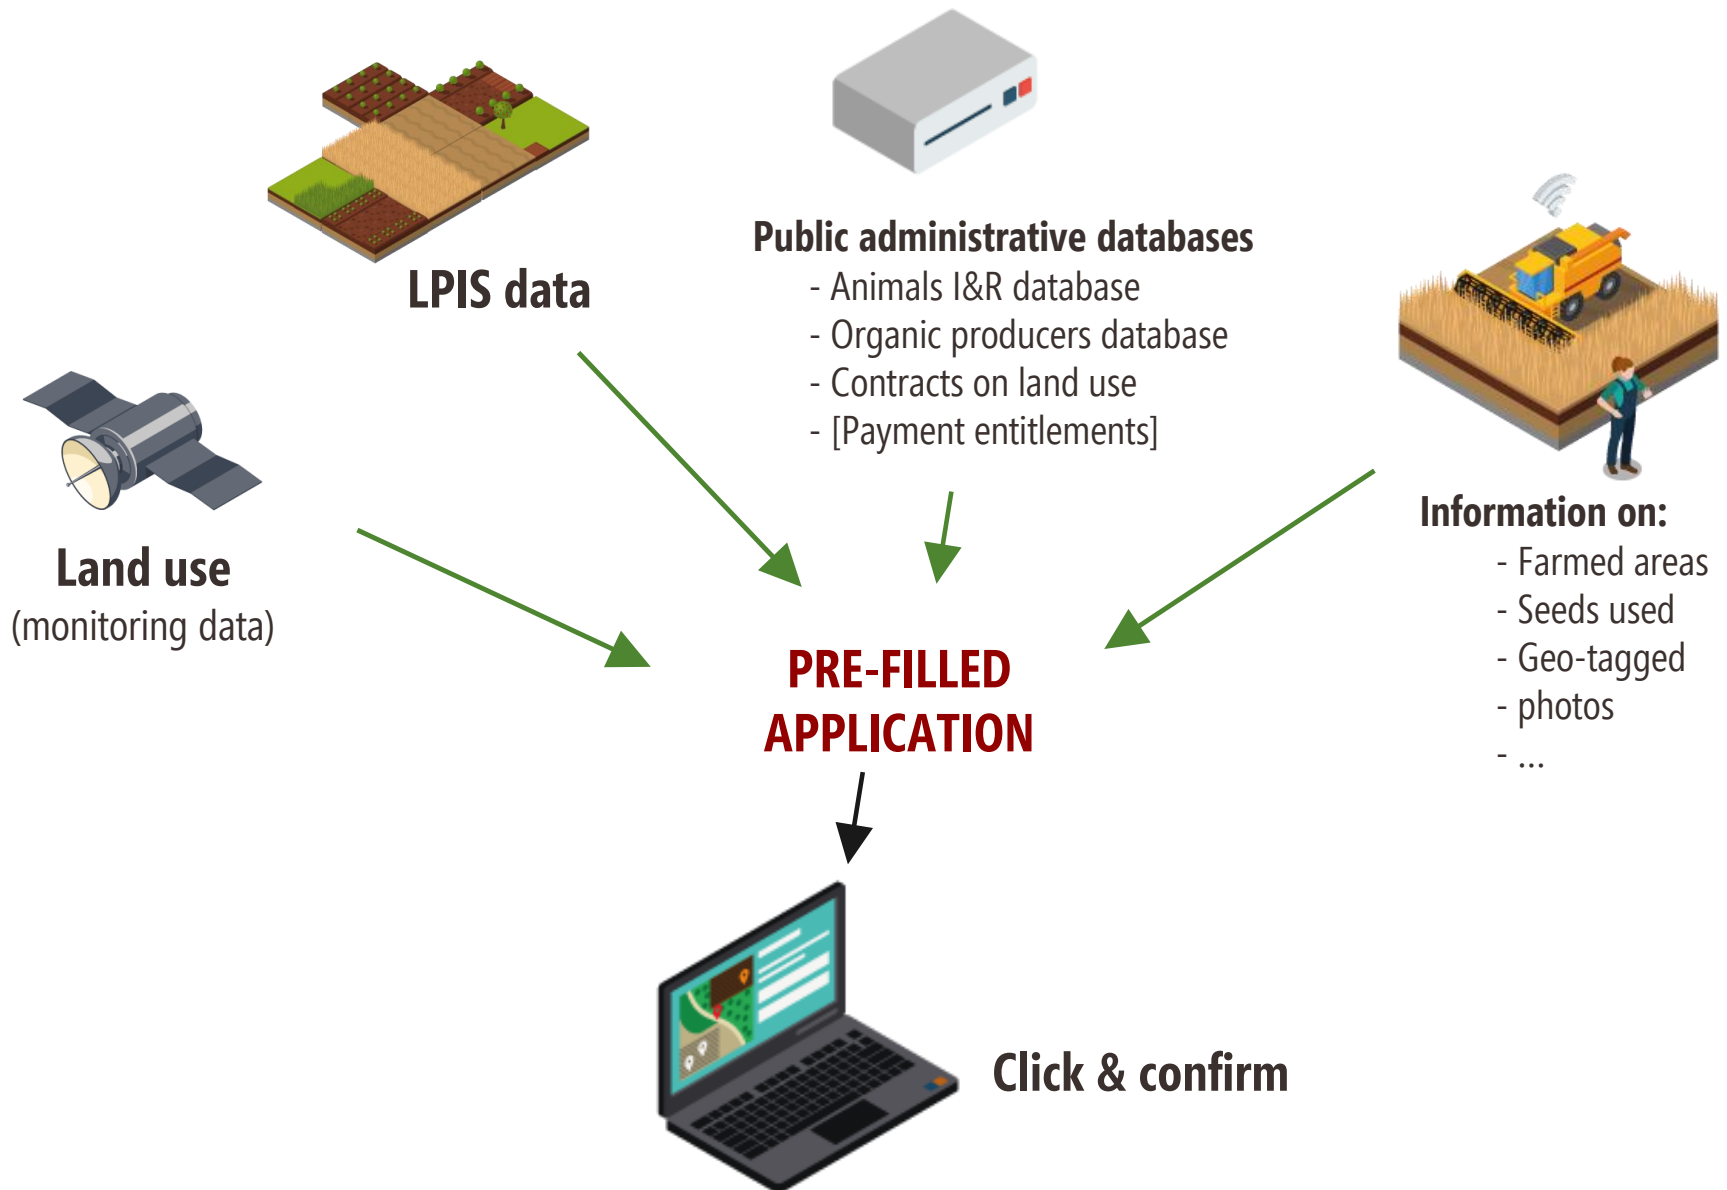 LPIS data
Public administrative databases
- Animals I&R database
- Organic producers database
- Contracts on land use
- [Payment entitlements]
Land use
(monitoring data)
Information on:
- Farmed areas
- Seeds used
- Geo-tagged
- photos
- ...
PRE-FILLED
APPLICATION
Click & confirm